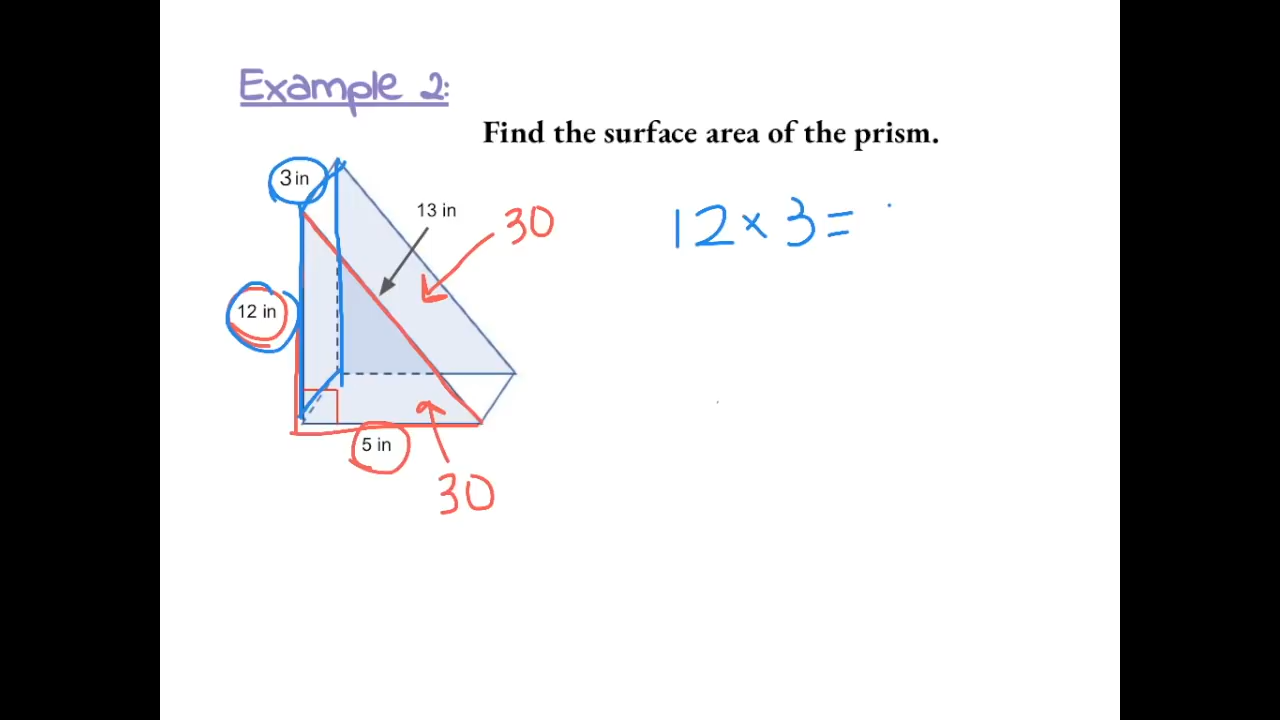 Example 2:
Find the surface area of the prism.
3 in
13 in
30
12 × 3 =
12 in
5 in
30